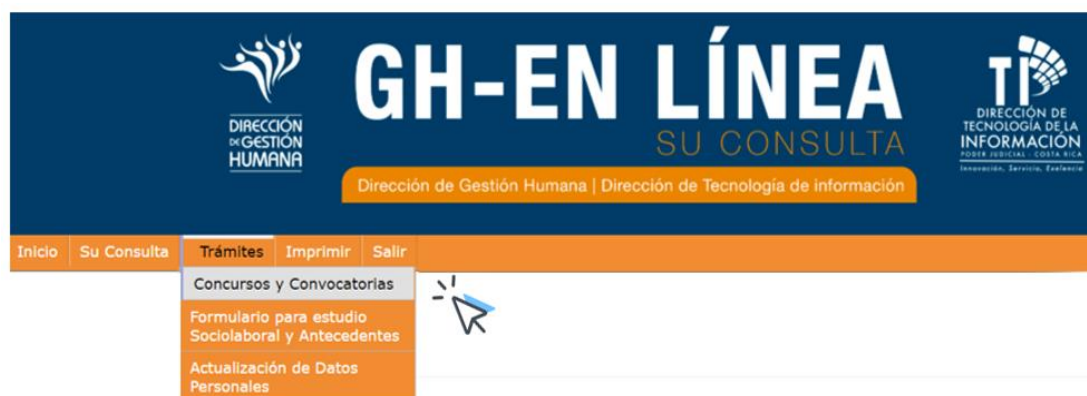 DIRECCIÓN
DE GESTIÓN
HUMANA
GH-EN LÍNEA
SU CONSULTA
Dirección de Gestión Humana | Dirección de Tecnología de información
TI
DIRECCIÓN DE
TECNOLOGÍA DE LA
INFORMACIÓN
PODER JUDICIAL - COSTA RICA
Innovación, Servicio, Exelencia
Inicio Su Consulta Trámites Imprimir Salir
Concursos y Convocatorias
Formulario para estudio
Sociolaboral y Antecedentes
Actualización de Datos
Personales